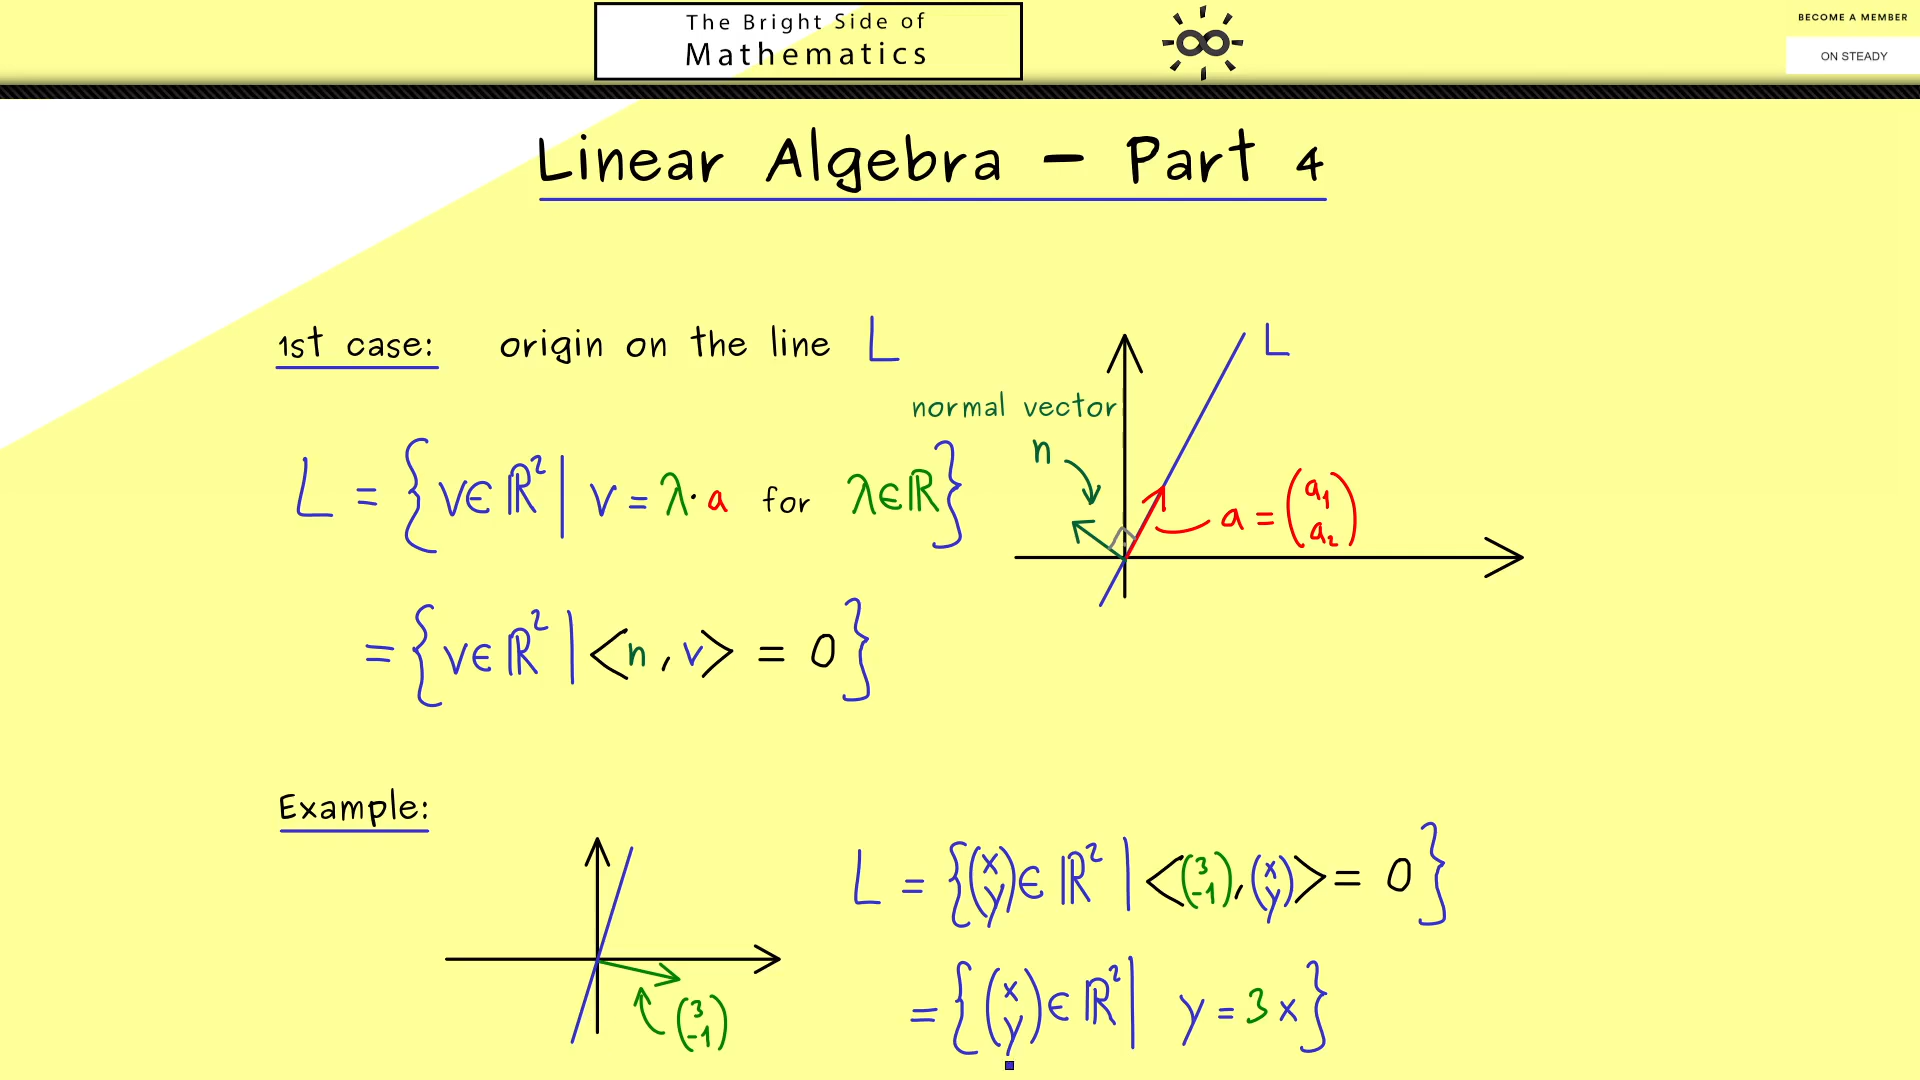 The Bright Side of
Mathematics
BECOME A MEMBER
ON STEADY
Linear Algebra – Part 4
1st case: origin on the line L
L
normal vector
n
L = {v∈ℝ² | v = λ·a for λ∈ℝ}
a = (a₁ a₂)
= {v∈ℝ² | <n, v> = 0}
Example:
L = {(x y)∈ℝ² | <(3 -1), (x y)> = 0}
(3 -1)
= {(x y)∈ℝ² | y = 3x}